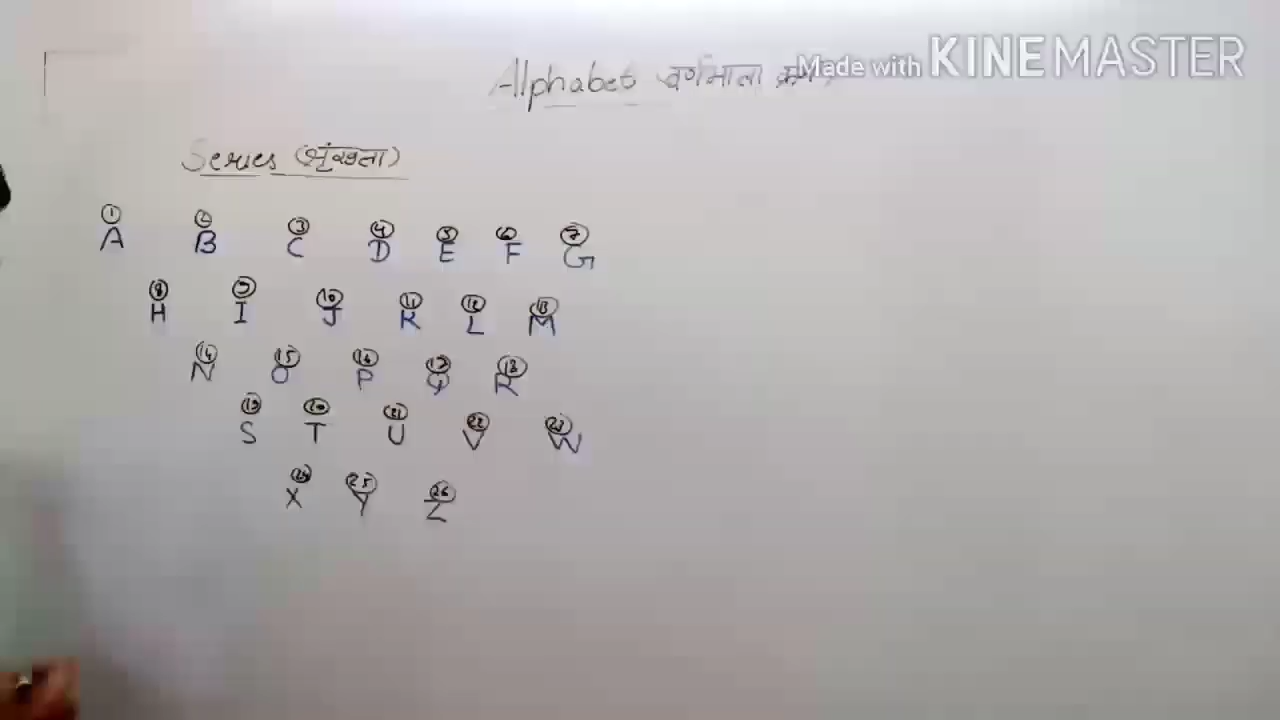 Made with KINEMASTER
Alphabet वर्णमाला
Series (श्रृंखला)
1 2 3 4 5 6 7
A B C D E F G
8 9 10 11 12 13
H I J K L M
14 15 16 17 18
N O P Q R
19 20 21 22 23
S T U V W
24 25 26
X Y Z